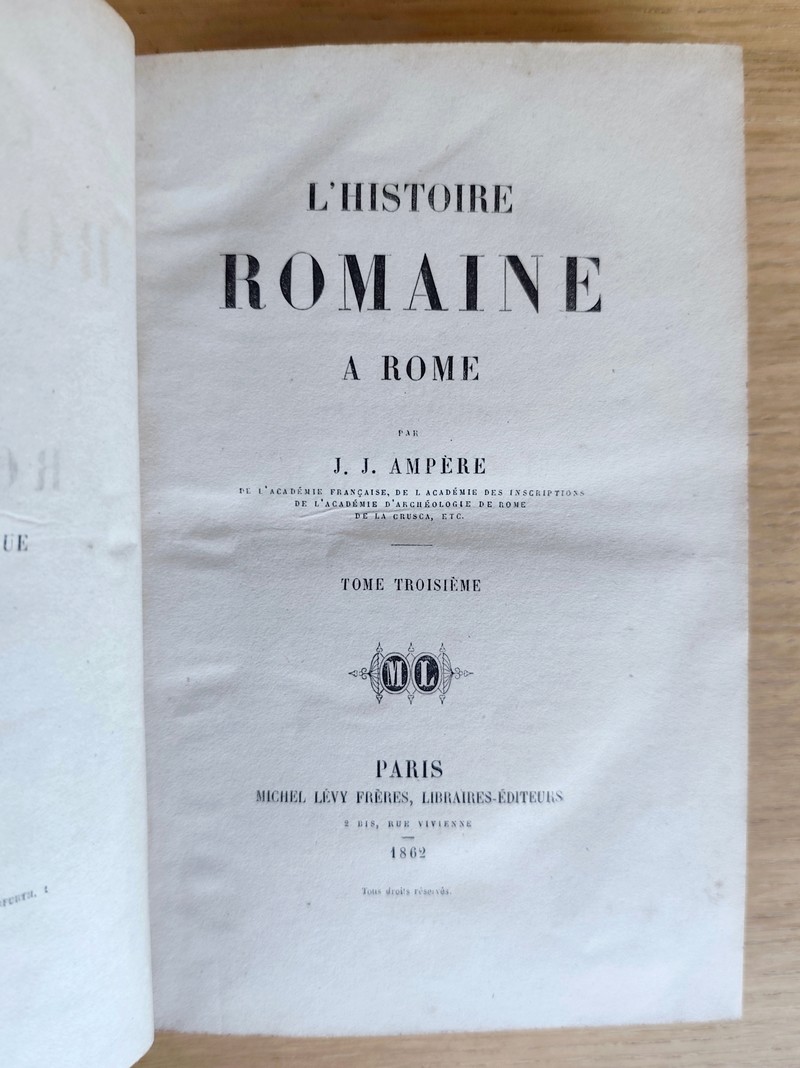 L'HISTOIRE
ROMAINE
A ROME
PAR
J. J. AMPÈRE
DE L'ACADÉMIE FRANÇAISE, DE L ACADÉMIE DES INSCRIPTIONS
DE L'ACADÉMIE D'ARCHÉOLOGIE DE ROME
DE LA CRUSCA, ETC.
TOME TROISIÈME
ML
PARIS
MICHEL LÉVY FRÈRES, LIBRAIRES-ÉDITEURS
2 BIS, RUE VIVIENNE
1862
Tous droits réservés.
UE